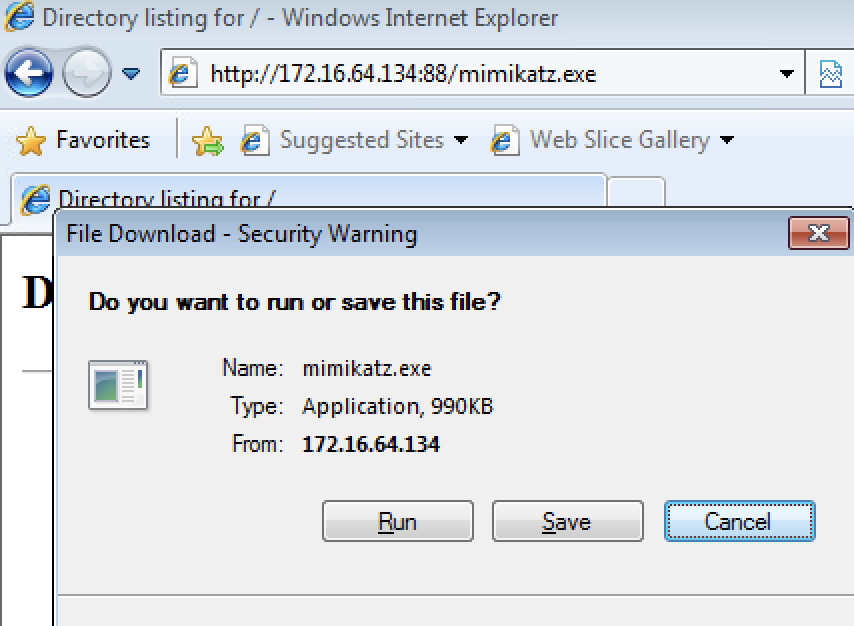 Directory listing for / - Windows Internet Explorer
http://172.16.64.134:88/mimikatz.exe
Favorites Suggested Sites Web Slice Gallery
Directory listing for /
File Download - Security Warning
D
Do you want to run or save this file?
Name: mimikatz.exe
Type: Application, 990KB
From: 172.16.64.134
Run Save Cancel